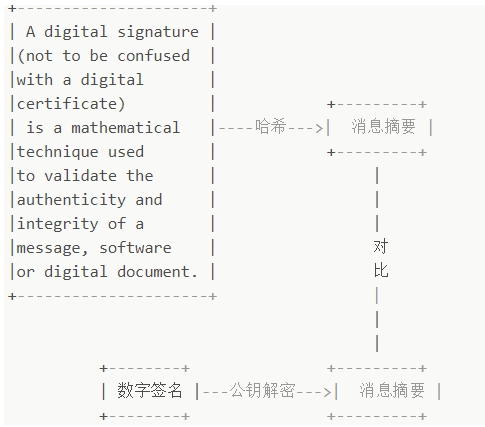 A digital signature
(not to be confused
with a digital
certificate)
is a mathematical
technique used
to validate the
authenticity and
integrity of a
message, software
or digital document.
哈希
消息摘要
对
比
数字签名
公钥解密
消息摘要